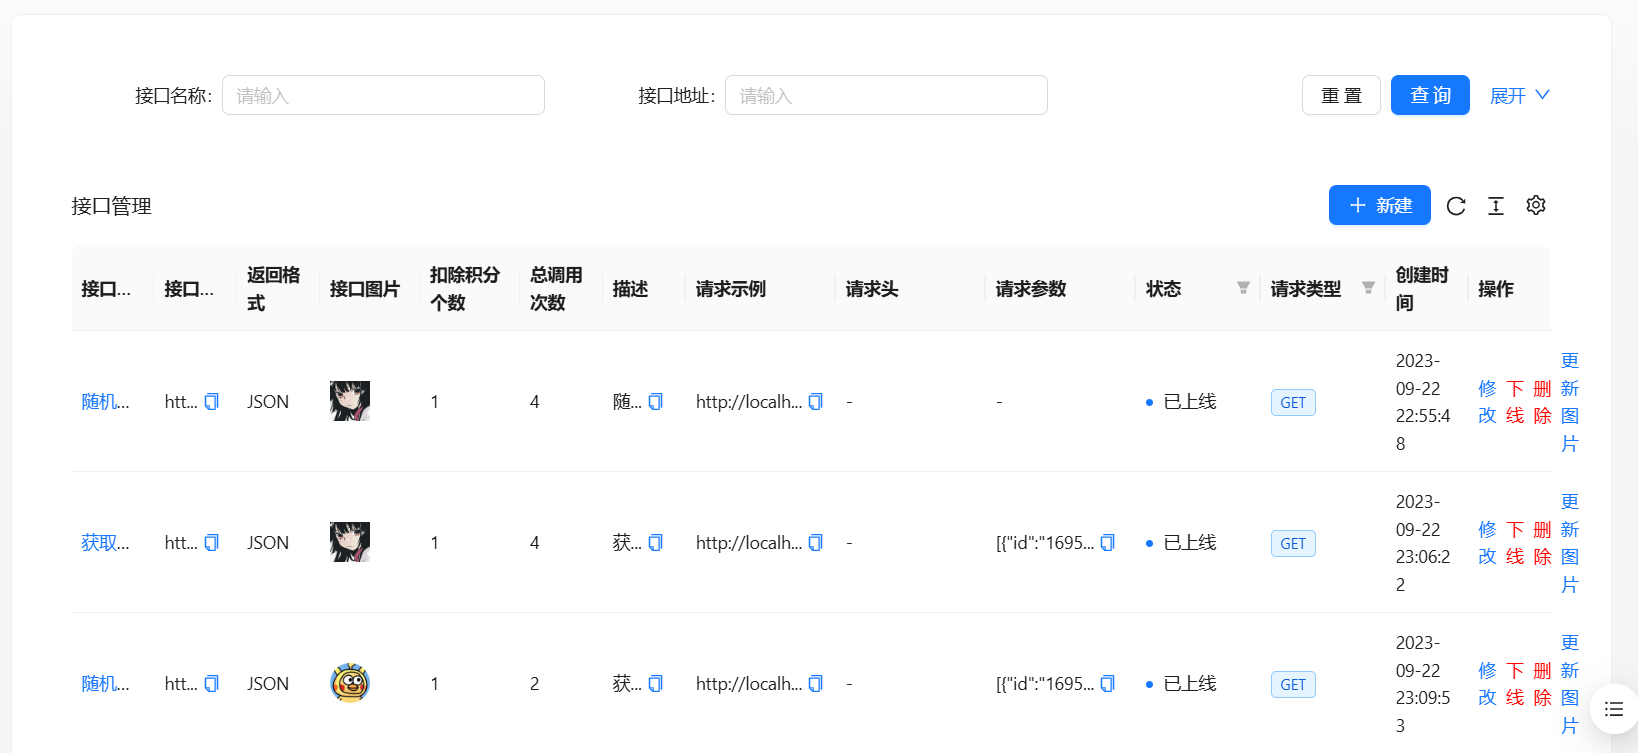 接口名称: 请输入 接口地址: 请输入 重 置 查 询 展开
接口管理 新建
接口... 接口... 返回格式 接口图片 扣除积分个数 总调用次数 描述 请求示例 请求头 请求参数 状态 请求类型 创建时间 操作
随机... htt... JSON 1 4 随... http://localh... - - 已上线 GET 2023-09-22 22:55:48 修改 下线 删除 更新图片
获取... htt... JSON 1 4 获... http://localh... - [{"id":"1695... 已上线 GET 2023-09-22 23:06:22 修改 下线 删除 更新图片
随机... htt... JSON 1 2 获... http://localh... - [{"id":"1695... 已上线 GET 2023-09-22 23:09:53 修改 下线 删除 更新图片